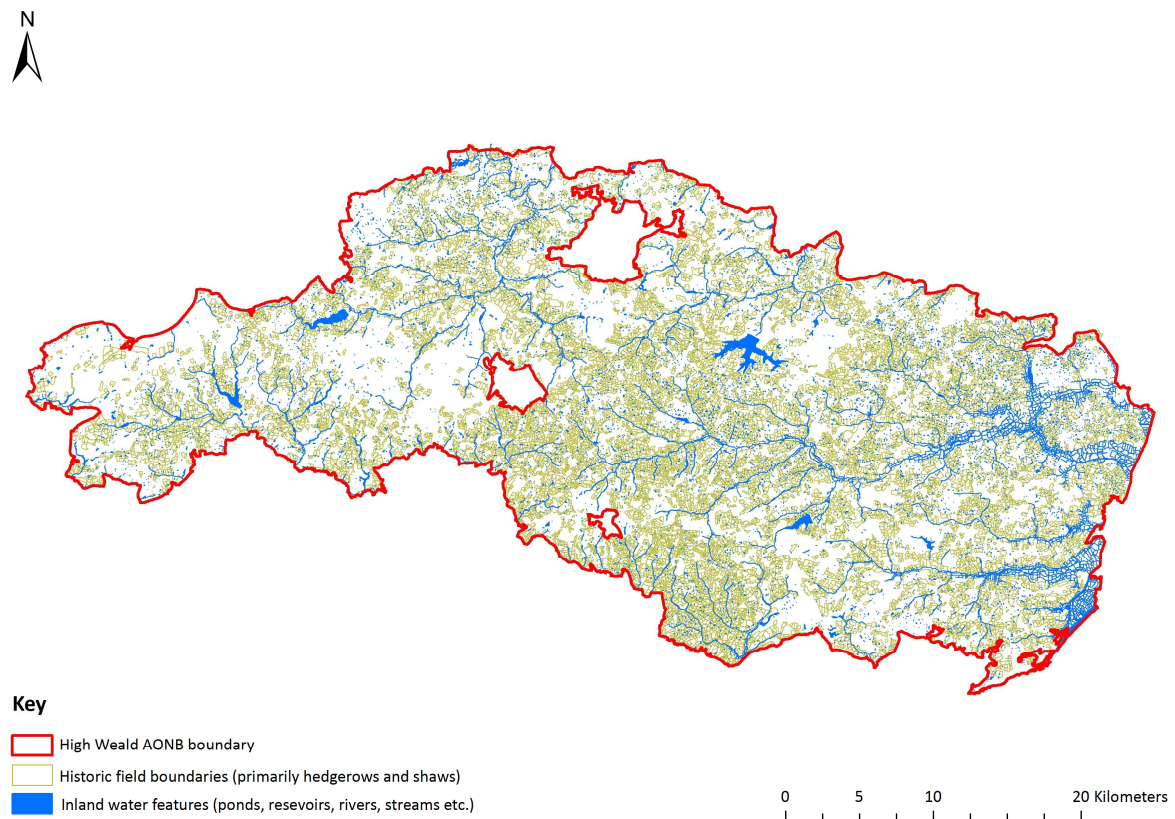 N
Key
High Weald AONB boundary
Historic field boundaries (primarily hedgerows and shaws)
Inland water features (ponds, resevoirs, rivers, streams etc.)
0 5 10 20 Kilometers